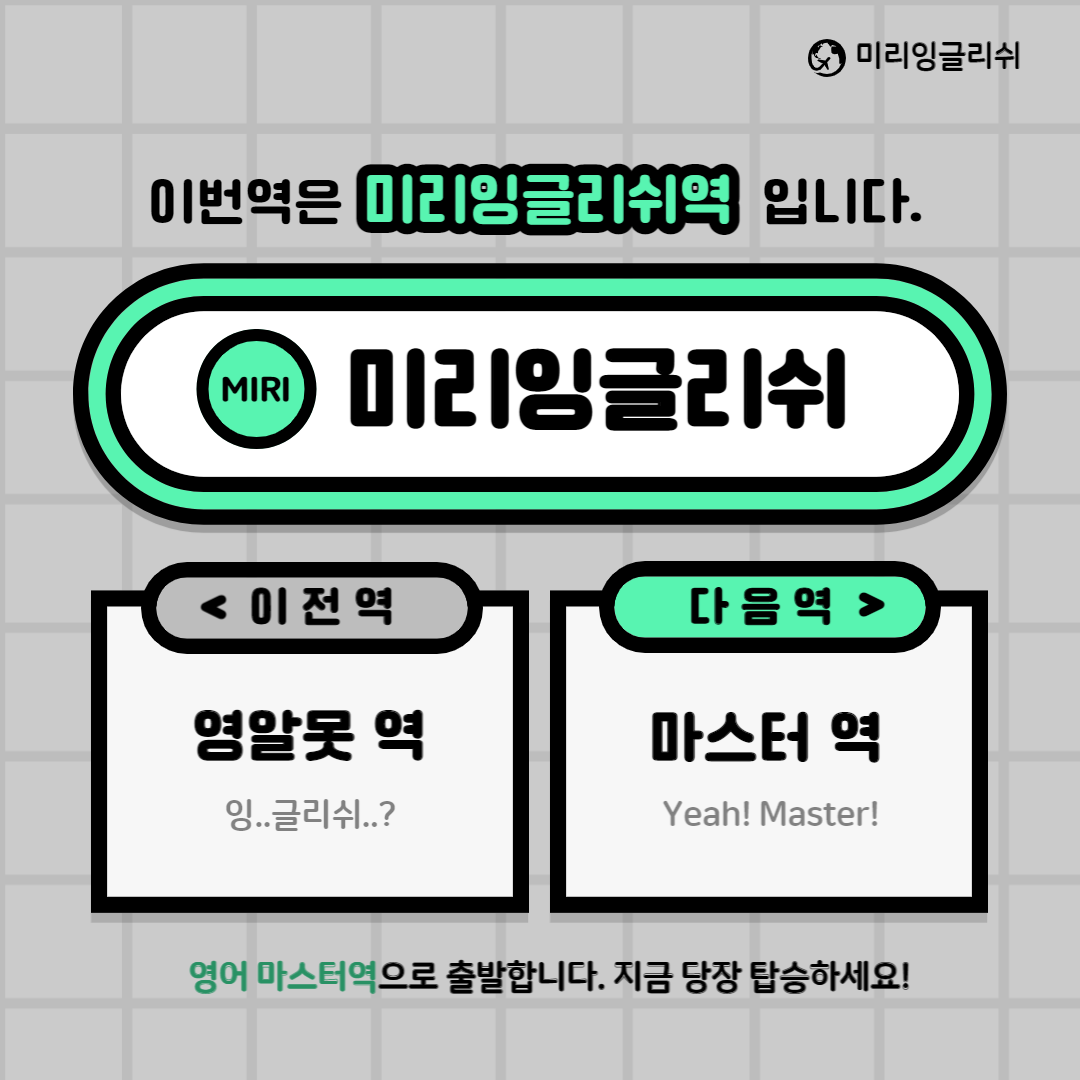 미리잉글리쉬
이번역은 미리잉글리쉬역 입니다.
MIRI 미리잉글리쉬
< 이전역
다음역 >
영알못 역
마스터 역
잉..글리쉬..?
Yeah! Master!
영어 마스터역으로 출발합니다. 지금 당장 탑승하세요!